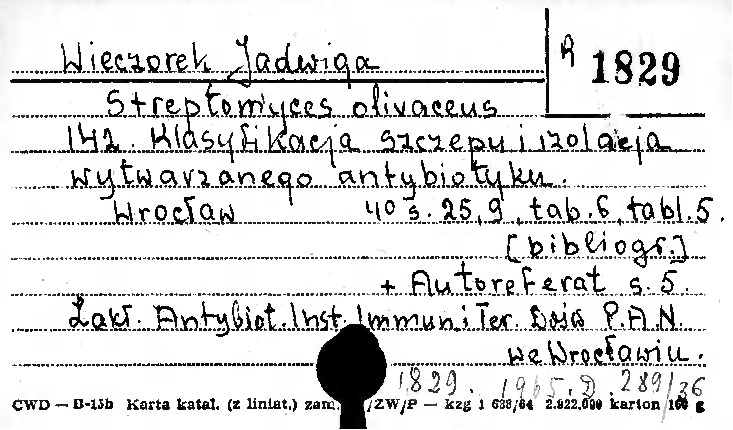 Wieczorek Jadwiga
R 1829
Streptomyces olivaceus
142. Klasyfikacja szczepu i izolacja
wytwarzanego antybiotyku.
Wrocław 40 s. 25,9, tab. 6, tabl. 5.
[bibliogr.]
+ Autoreferat s. 5.
Zakł. Antybiot. Inst. Immun i Ter. Dośw P.A.N.
we Wrocławiu.
1829. 1965. D. 289/36
CWD — B-15b Karta katal. (z liniat.) zam. /ZW/P — kzg 1 638/64 2.922.000 karton 160 g